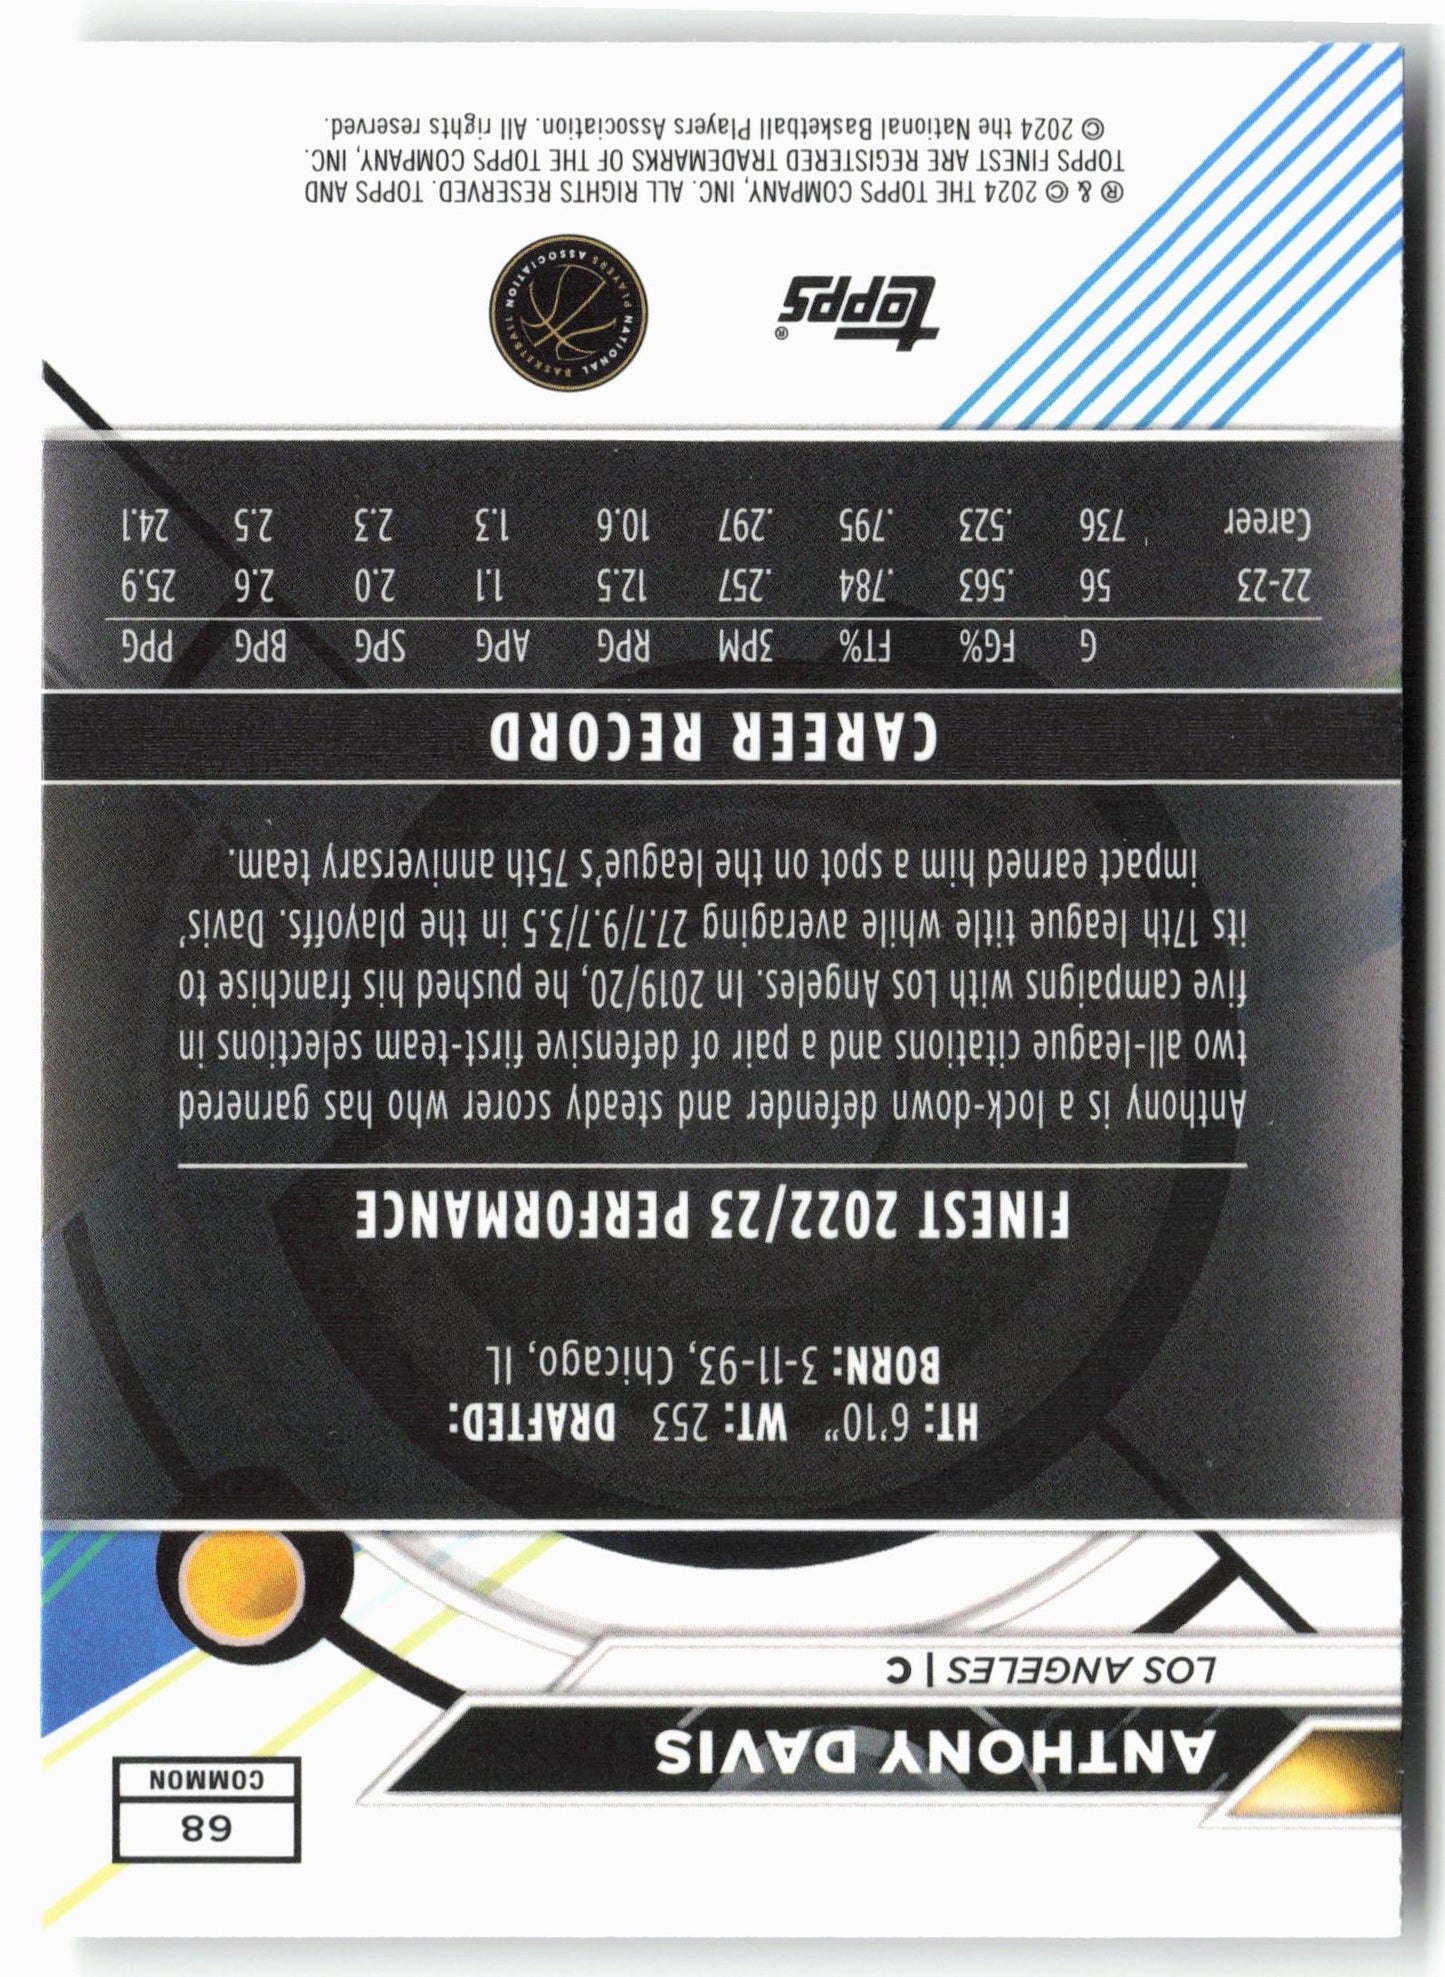 68
COMMON
ANTHONY DAVIS
LOS ANGELES | C
HT: 6'10" WT: 253 DRAFTED:
BORN: 3-11-93, Chicago, IL
FINEST 2022/23 PERFORMANCE
Anthony is a lock-down defender and steady scorer who has garnered
two all-league citations and a pair of defensive first-team selections in
five campaigns with Los Angeles. In 2019/20, he pushed his franchise to
its 17th league title while averaging 27.7/9.7/3.5 in the playoffs. Davis'
impact earned him a spot on the league's 75th anniversary team.
CAREER RECORD
G FG% FT% 3PM RPG APG SPG BPG PPG
22-23 56 .563 .784 .257 12.5 1.1 2.0 2.6 25.9
Career 736 .523 .795 .297 10.6 1.3 2.3 2.5 24.1
topps®
NATIONAL BASKETBALL PLAYERS ASSOCIATION
® & © 2024 THE TOPPS COMPANY, INC. ALL RIGHTS RESERVED. TOPPS AND
TOPPS FINEST ARE REGISTERED TRADEMARKS OF THE TOPPS COMPANY, INC.
© 2024 the National Basketball Players Association. All rights reserved.